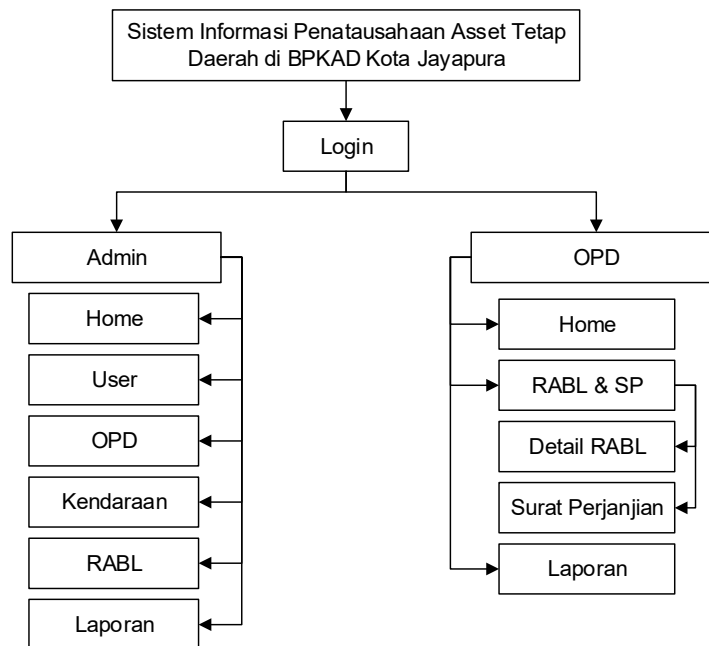 Sistem Informasi Penatausahaan Asset Tetap
Daerah di BPKAD Kota Jayapura
Login
Admin
Home
User
OPD
Kendaraan
RABL
Laporan
OPD
Home
RABL & SP
Detail RABL
Surat Perjanjian
Laporan